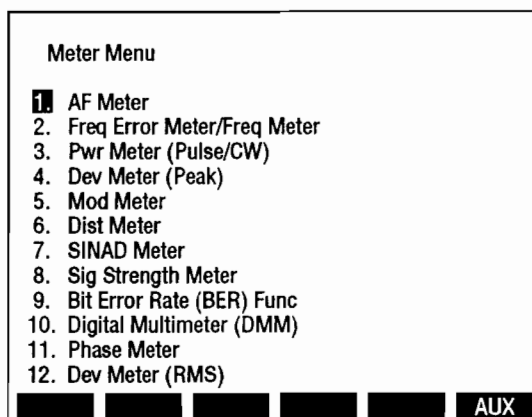 Meter Menu
1. AF Meter
2. Freq Error Meter/Freq Meter
3. Pwr Meter (Pulse/CW)
4. Dev Meter (Peak)
5. Mod Meter
6. Dist Meter
7. SINAD Meter
8. Sig Strength Meter
9. Bit Error Rate (BER) Func
10. Digital Multimeter (DMM)
11. Phase Meter
12. Dev Meter (RMS)
AUX